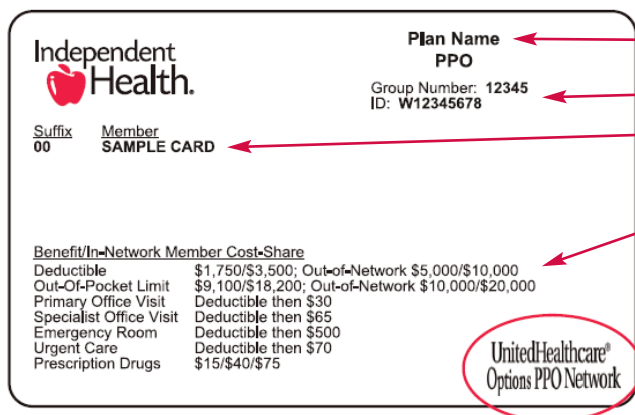 Independent
Health.
Plan Name
PPO
Group Number: 12345
ID: W12345678
Suffix Member
00 SAMPLE CARD
Benefit/In-Network Member Cost-Share
Deductible $1,750/$3,500; Out-of-Network $5,000/$10,000
Out-Of-Pocket Limit $9,100/$18,200; Out-of-Network $10,000/$20,000
Primary Office Visit Deductible then $30
Specialist Office Visit Deductible then $65
Emergency Room Deductible then $500
Urgent Care Deductible then $70
Prescription Drugs $15/$40/$75
UnitedHealthcare®
Options PPO Network